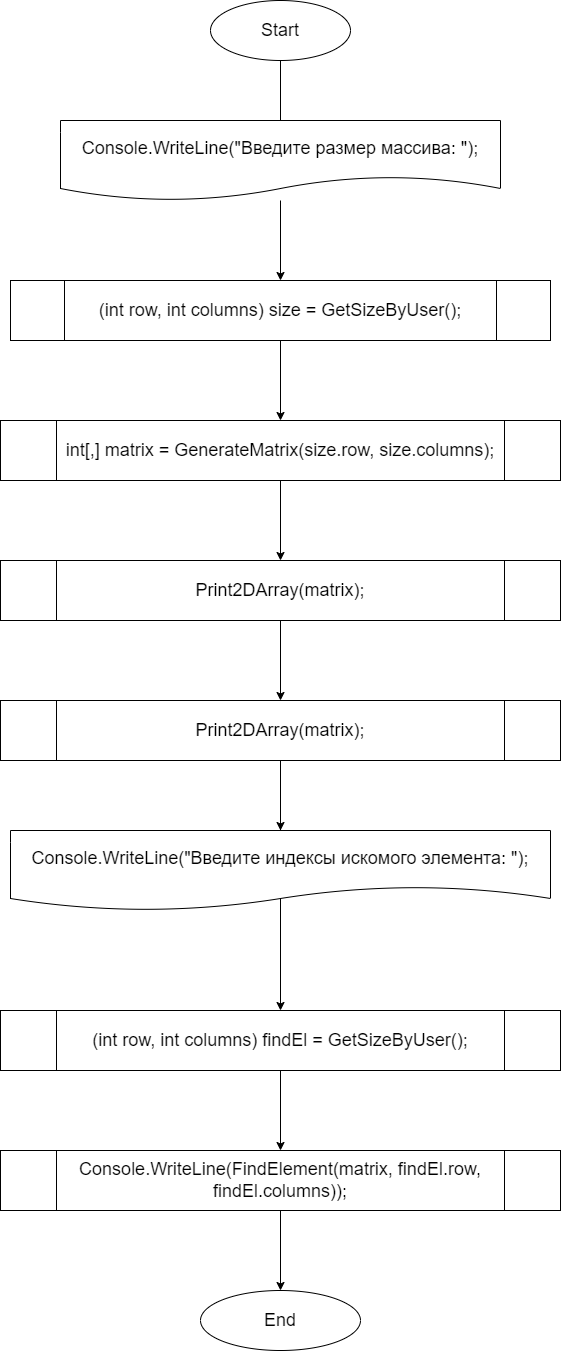 Start
Console.WriteLine("Введите размер массива: ");
(int row, int columns) size = GetSizeByUser();
int[,] matrix = GenerateMatrix(size.row, size.columns);
Print2DArray(matrix);
Print2DArray(matrix);
Console.WriteLine("Введите индексы искомого элемента: ");
(int row, int columns) findEl = GetSizeByUser();
Console.WriteLine(FindElement(matrix, findEl.row,
findEl.columns));
End